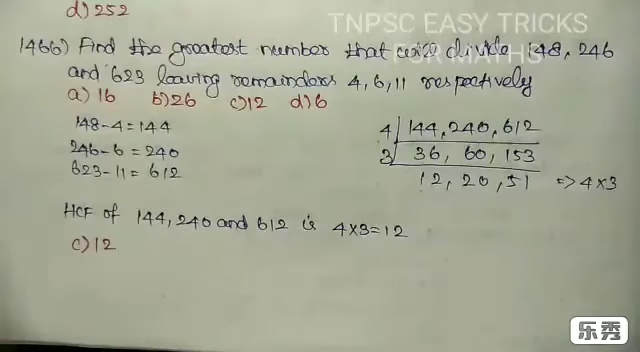 d) 252
TNPSC EASY TRICKS
FOR MATHS
1466) Find the greatest number that will divide 148, 246
and 623 leaving remainders 4, 6, 11 respectively
a) 16 b) 26 c) 12 d) 6
148-4=144
246-6=240
623-11=612
4 144, 240, 612
3 36, 60, 153
12, 20, 51 => 4×3
HCF of 144, 240 and 612 is 4×3=12
c) 12
乐秀